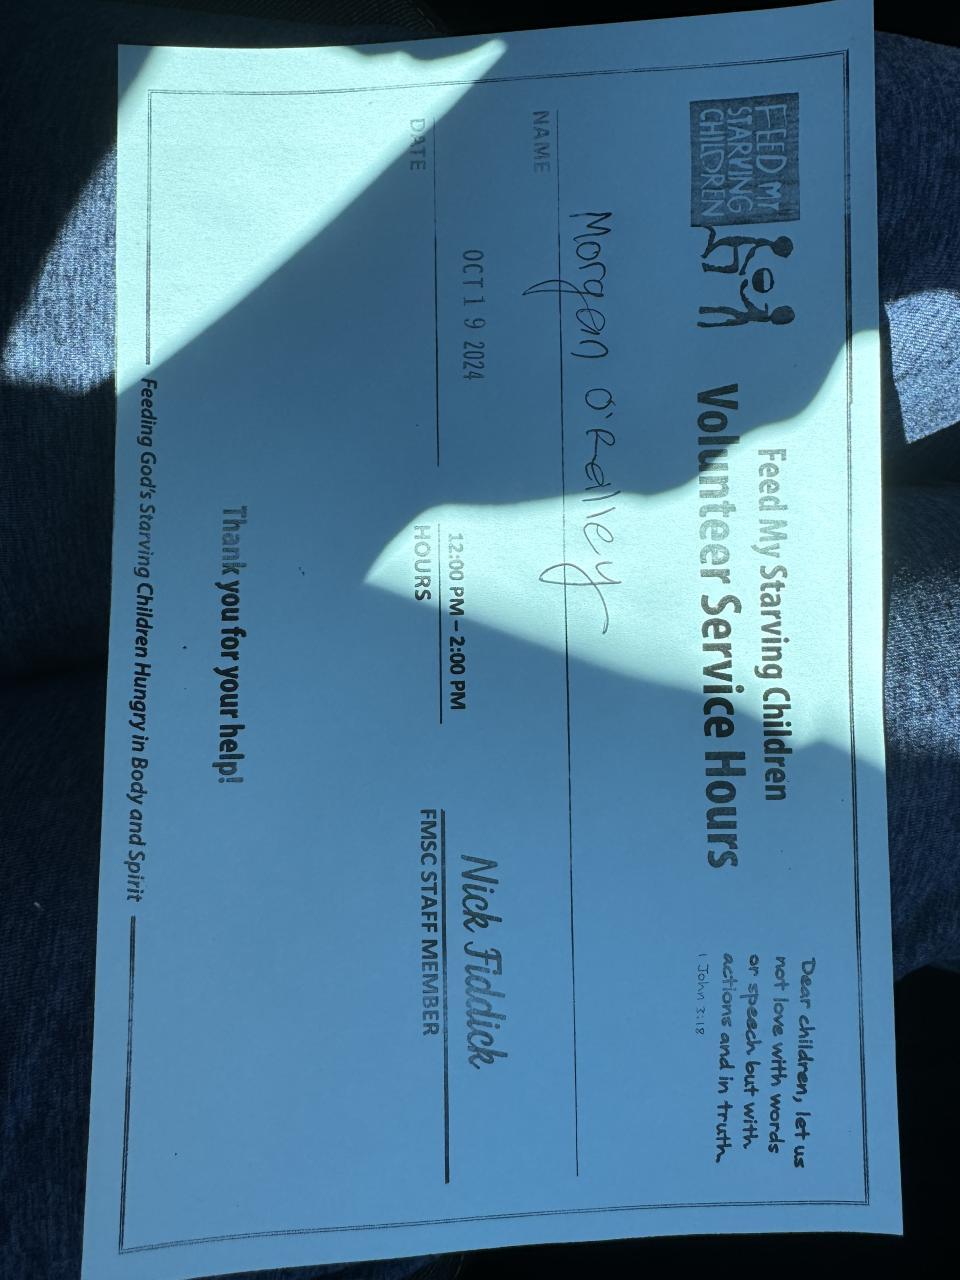 FEED MY
STARVING
CHILDREN
Feed My Starving Children
Volunteer Service Hours
Dear children, let us
not love with words
or speech but with
actions and in truth.
1 John 3:18
Morgan O'Reilley
NAME
OCT 19 2024
DATE
12:00 PM – 2:00 PM
HOURS
Nick Fiddick
FMSC STAFF MEMBER
Thank you for your help!
Feeding God's Starving Children Hungry in Body and Spirit